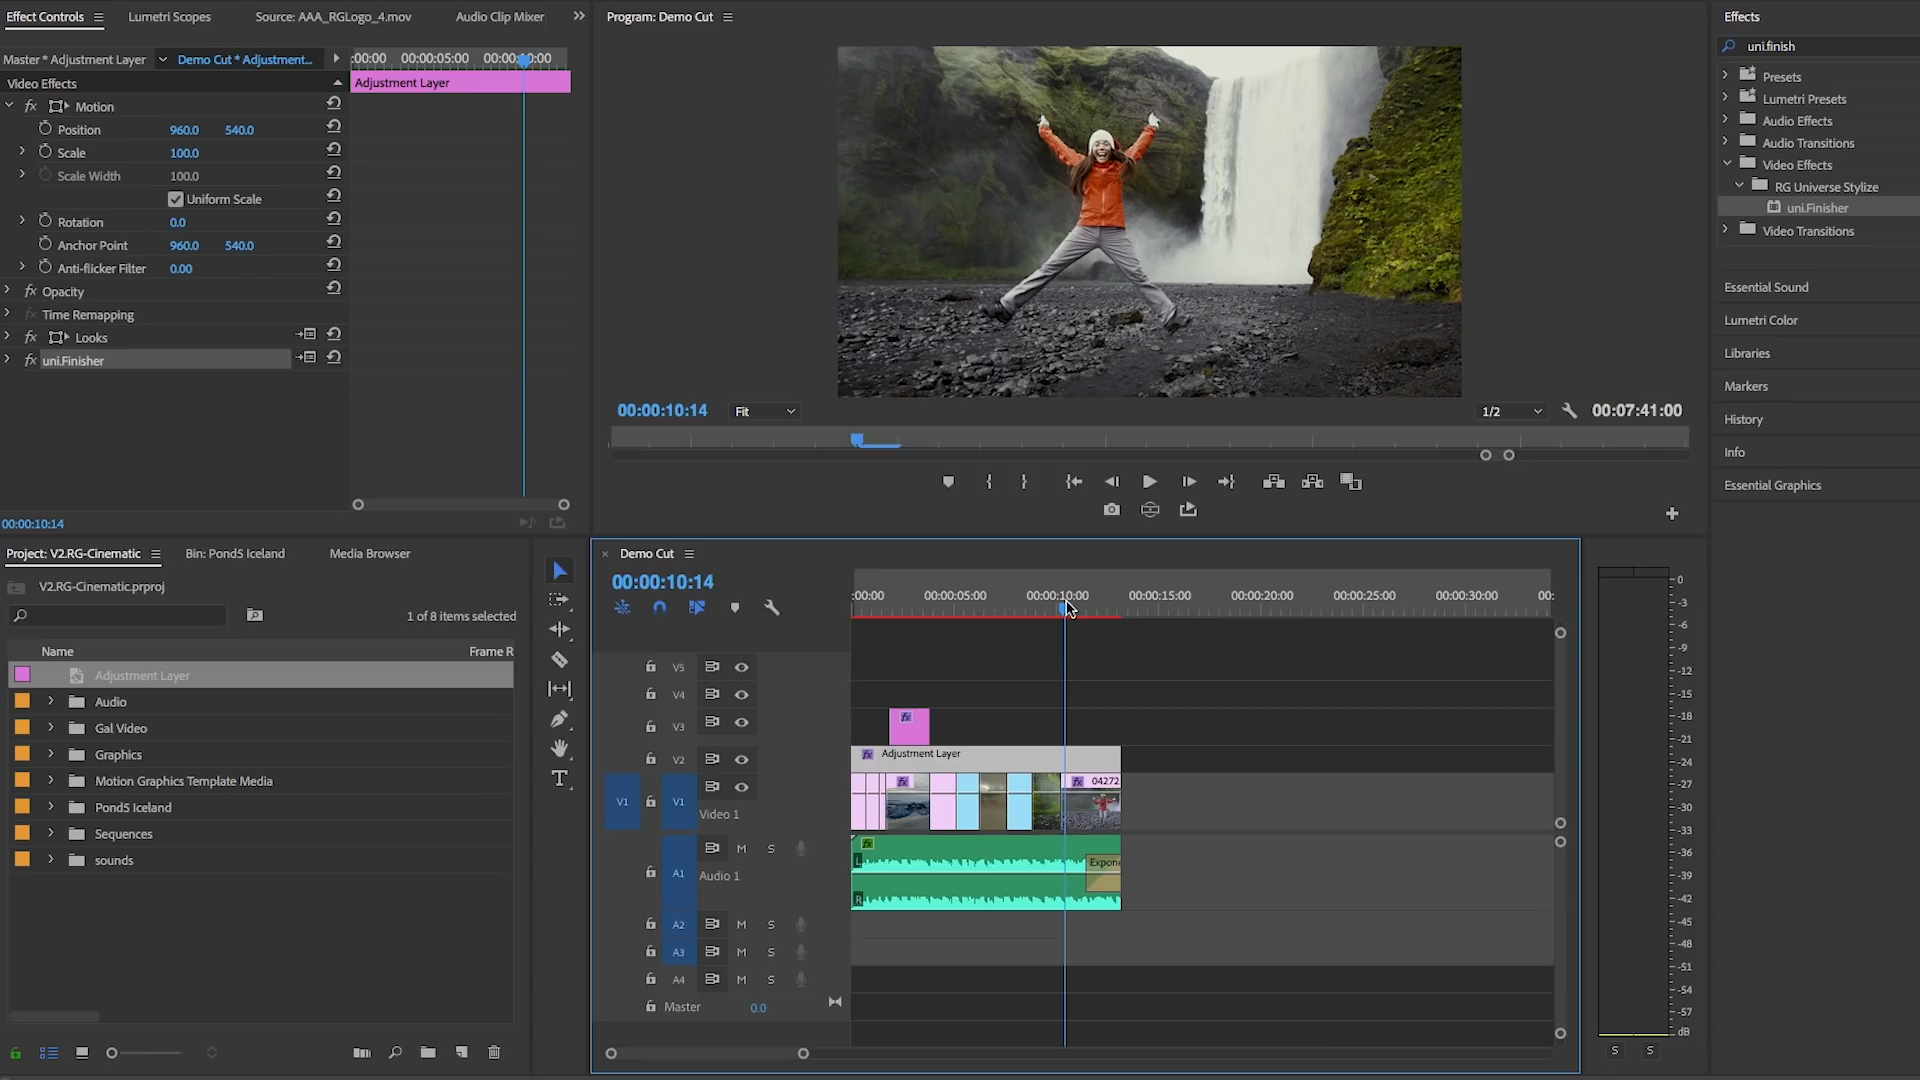 Effect Controls
Lumetri Scopes
Source: AAA_RGLogo_4.mov
Audio Clip Mixer
Master * Adjustment Layer
Demo Cut * Adjustment...
:00:00
00:00:05:00
00:00:10:00
Video Effects
Adjustment Layer
fx Motion
Position 960.0 540.0
Scale 100.0
Scale Width 100.0
Uniform Scale
Rotation 0.0
Anchor Point 960.0 540.0
Anti-flicker Filter 0.00
fx Opacity
fx Time Remapping
fx Looks
fx uni.Finisher
00:00:10:14
Program: Demo Cut
00:00:10:14
Fit
1/2
00:07:41:00
Effects
uni.finish
Presets
Lumetri Presets
Audio Effects
Audio Transitions
Video Effects
RG Universe Stylize
uni.Finisher
Video Transitions
Essential Sound
Lumetri Color
Libraries
Markers
History
Info
Essential Graphics
Project: V2.RG-Cinematic
Bin: Pond5 Iceland
Media Browser
V2.RG-Cinematic.prproj
1 of 8 items selected
Name
Frame R
Adjustment Layer
Audio
Gal Video
Graphics
Motion Graphics Template Media
Pond5 Iceland
Sequences
sounds
Demo Cut
00:00:10:14
:00:00
00:00:05:00
00:00:10:00
00:00:15:00
00:00:20:00
00:00:25:00
00:00:30:00
00:
V5
V4
V3
fx
V2
fx Adjustment Layer
V1
V1
Video 1
fx
fx 04272
A1
M S
Audio 1
fx
L
R
Expone
A2 M S
A3 M S
A4 M S
Master 0.0
0
-3
-6
-9
-12
-15
-18
-21
-24
-27
-30
-33
-36
-39
-42
-45
-48
-51
-54
-57
dB
S S